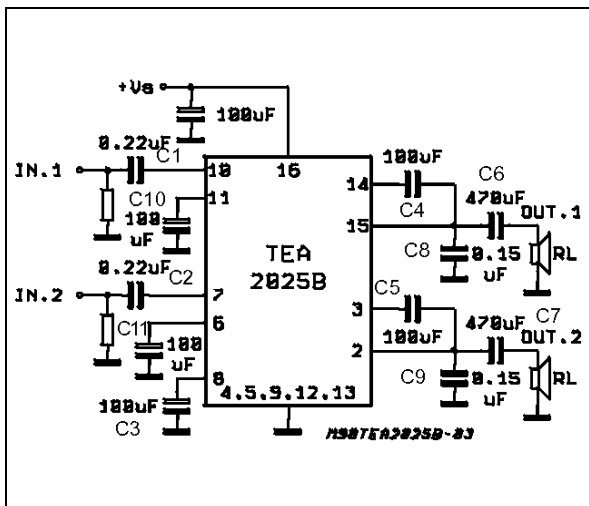 +Vs
100uF
0.22uF
C1
IN.1
10
16
100uF
C6
14
11
C10
100
uF
C4
470uF
OUT.1
15
TEA
2025B
C8
0.15
uF
RL
0.22uF
C2
IN.2
7
3
C5
100uF
470uF
C7
OUT.2
6
2
C11
100
uF
C9
0.15
uF
RL
8
4.5.9.12.13
100uF
C3
M90TEA2025B-03